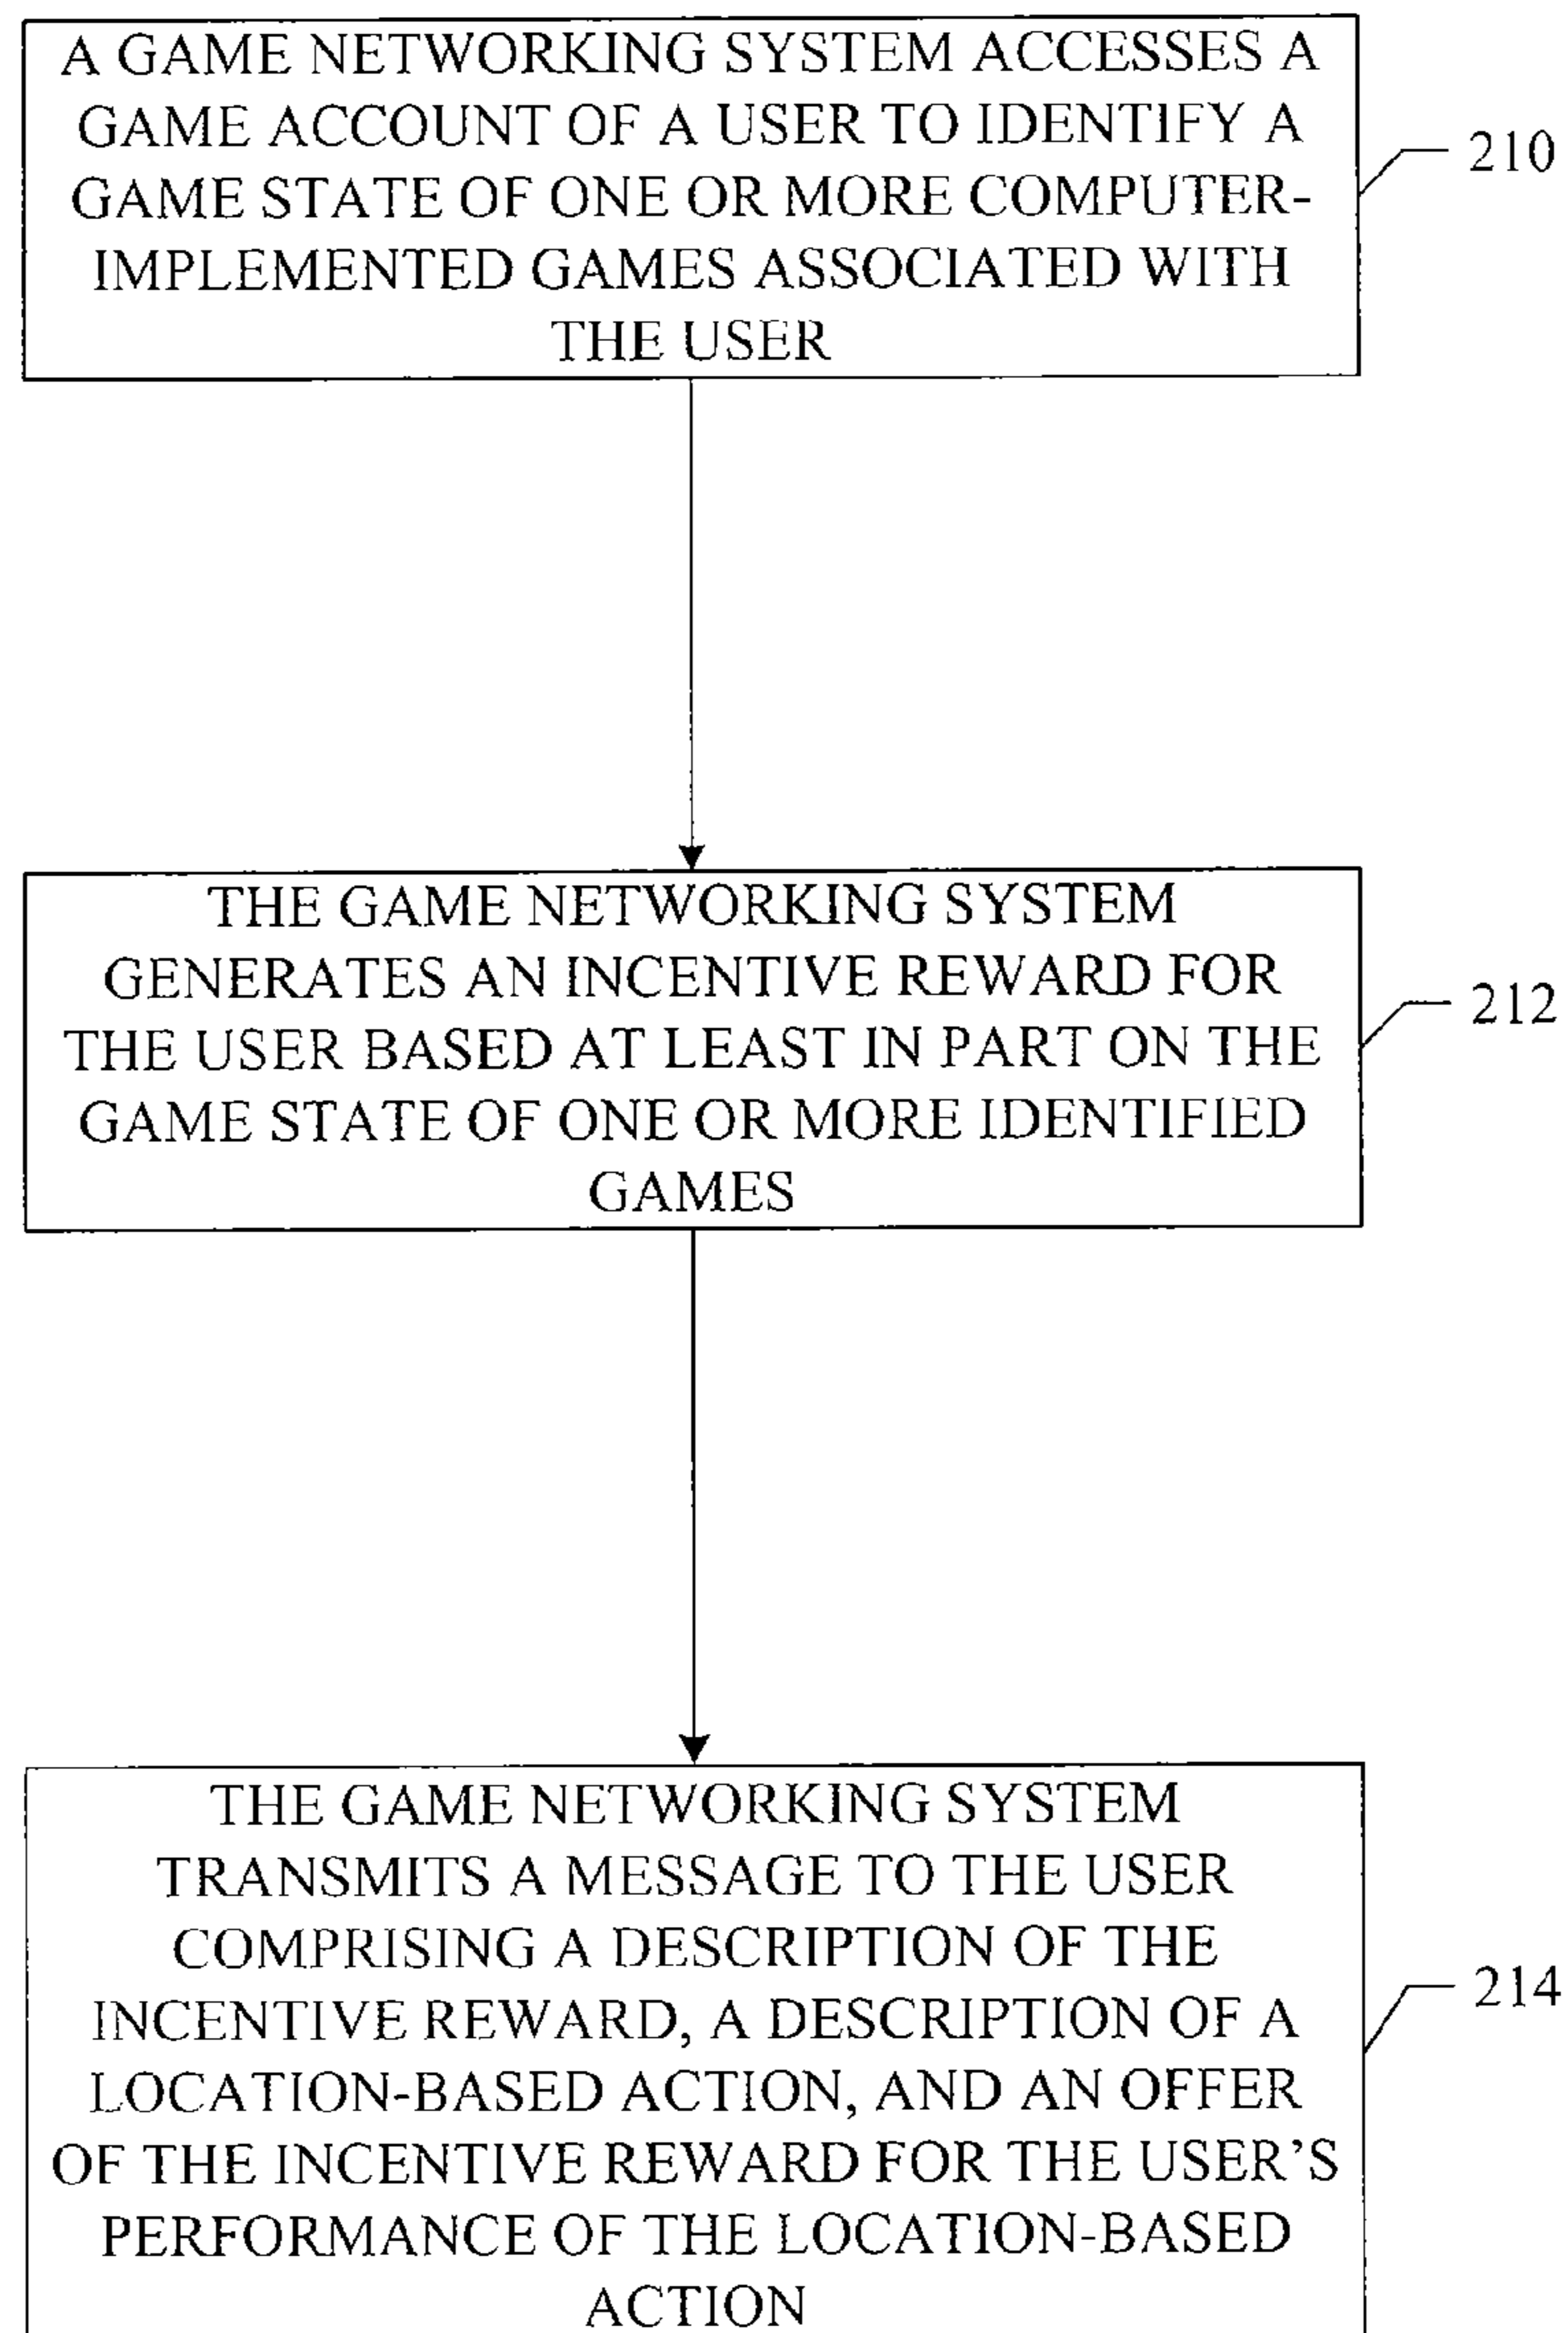 A GAME NETWORKING SYSTEM ACCESSES A
GAME ACCOUNT OF A USER TO IDENTIFY A
GAME STATE OF ONE OR MORE COMPUTER-
IMPLEMENTED GAMES ASSOCIATED WITH
THE USER
210
THE GAME NETWORKING SYSTEM
GENERATES AN INCENTIVE REWARD FOR
THE USER BASED AT LEAST IN PART ON THE
GAME STATE OF ONE OR MORE IDENTIFIED
GAMES
212
THE GAME NETWORKING SYSTEM
TRANSMITS A MESSAGE TO THE USER
COMPRISING A DESCRIPTION OF THE
INCENTIVE REWARD, A DESCRIPTION OF A
LOCATION-BASED ACTION, AND AN OFFER
OF THE INCENTIVE REWARD FOR THE USER’S
PERFORMANCE OF THE LOCATION-BASED
ACTION
214